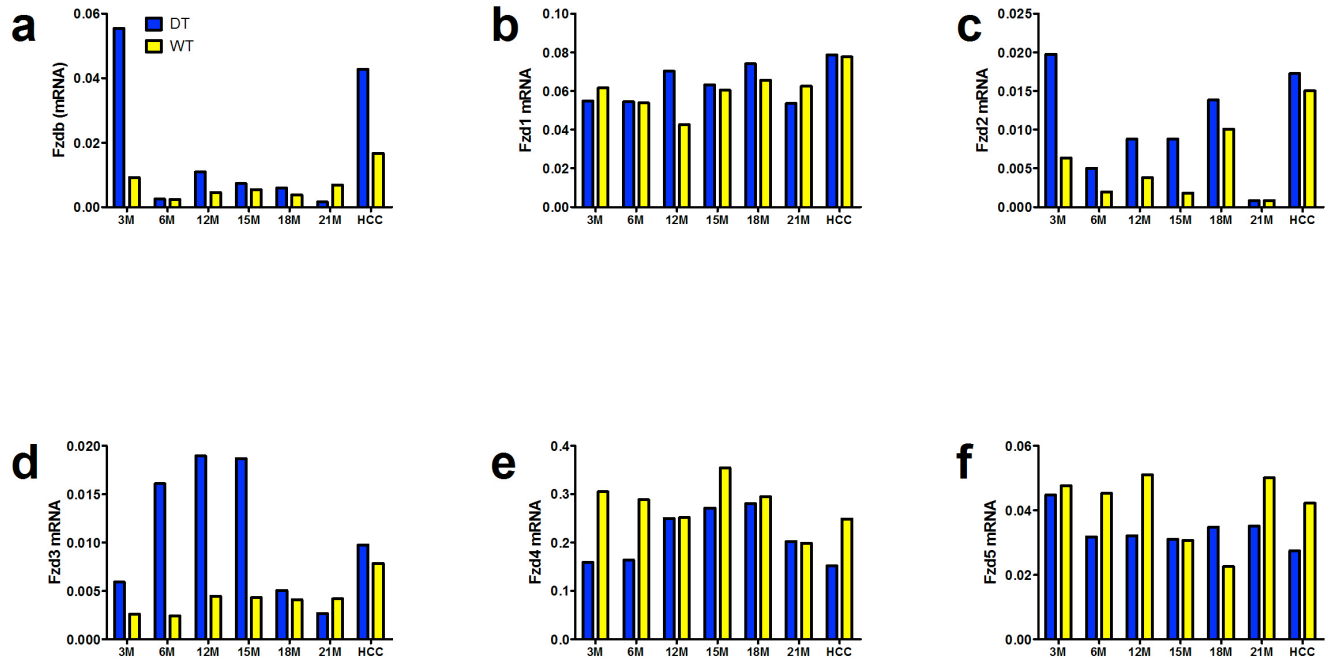 a
Fzdb (mRNA)
0.06
0.04
0.02
0.00
DT
WT
3M 6M 12M 15M 18M 21M HCC
b
Fzd1 mRNA
0.10
0.08
0.06
0.04
0.02
0.00
3M 6M 12M 15M 18M 21M HCC
c
Fzd2 mRNA
0.025
0.020
0.015
0.010
0.005
0.000
3M 6M 12M 15M 18M 21M HCC
d
Fzd3 mRNA
0.020
0.015
0.010
0.005
0.000
3M 6M 12M 15M 18M 21M HCC
e
Fzd4 mRNA
0.4
0.3
0.2
0.1
0.0
3M 6M 12M 15M 18M 21M HCC
f
Fzd5 mRNA
0.06
0.04
0.02
0.00
3M 6M 12M 15M 18M 21M HCC